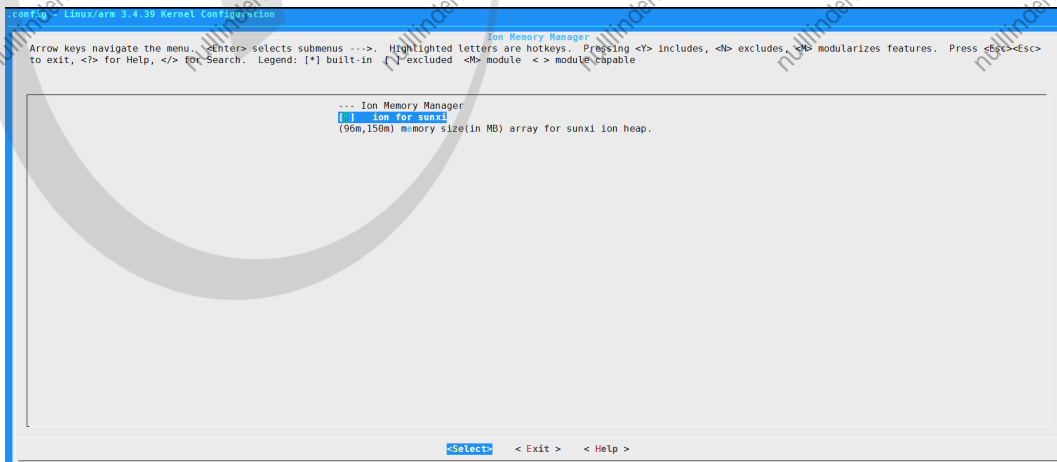 .config - Linux/arm 3.4.39 Kernel Configuration
Ion Memory Manager
Arrow keys navigate the menu. <Enter> selects submenus --->. Highlighted letters are hotkeys. Pressing <Y> includes, <N> excludes, <M> modularizes features. Press <Esc><Esc>
to exit, <?> for Help, </> for Search. Legend: [*] built-in [ ] excluded <M> module < > module capable
--- Ion Memory Manager
[*] ion for sunxi
(96m,150m) memory size(in MB) array for sunxi ion heap.
<Select> < Exit > < Help >